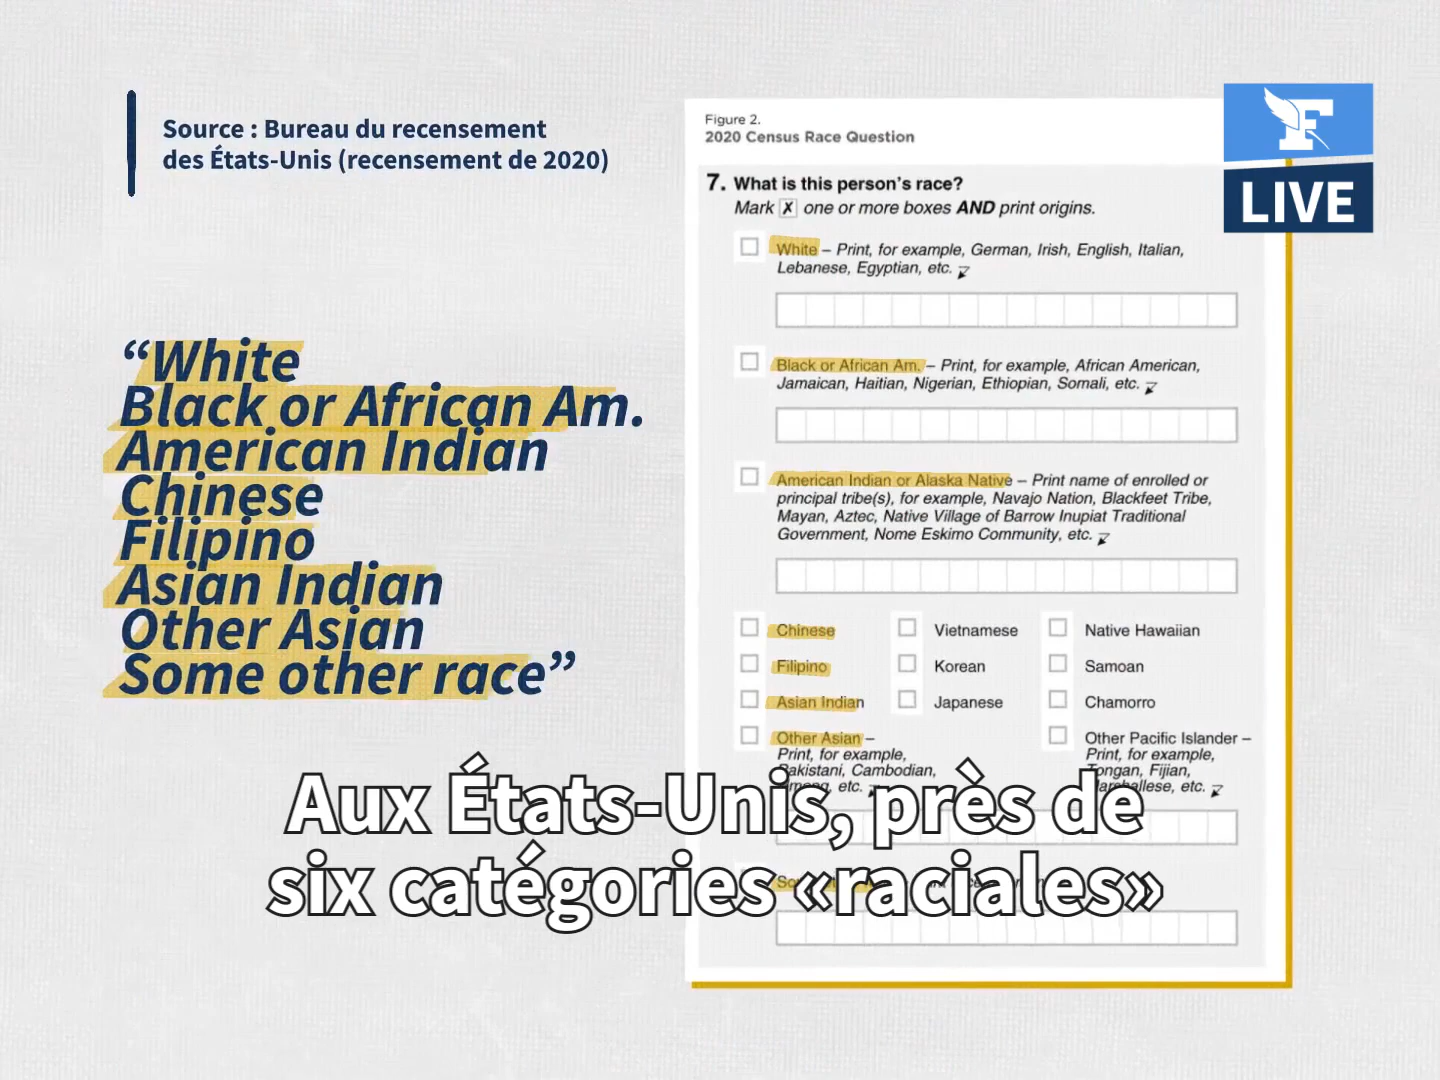 Source : Bureau du recensement
des États-Unis (recensement de 2020)
F
LIVE
“White
Black or African Am.
American Indian
Chinese
Filipino
Asian Indian
Other Asian
Some other race”
Figure 2.
2020 Census Race Question
7. What is this person's race?
Mark X one or more boxes AND print origins.
White – Print, for example, German, Irish, English, Italian,
Lebanese, Egyptian, etc.
Black or African Am. – Print, for example, African American,
Jamaican, Haitian, Nigerian, Ethiopian, Somali, etc.
American Indian or Alaska Native – Print name of enrolled or
principal tribe(s), for example, Navajo Nation, Blackfeet Tribe,
Mayan, Aztec, Native Village of Barrow Inupiat Traditional
Government, Nome Eskimo Community, etc.
Chinese Vietnamese Native Hawaiian
Filipino Korean Samoan
Asian Indian Japanese Chamorro
Other Asian –
Print, for example,
Pakistani, Cambodian,
etc.
Other Pacific Islander –
Print, for example,
Tongan, Fijian,
Marshallese, etc.
Aux États-Unis, près de
six catégories «raciales»